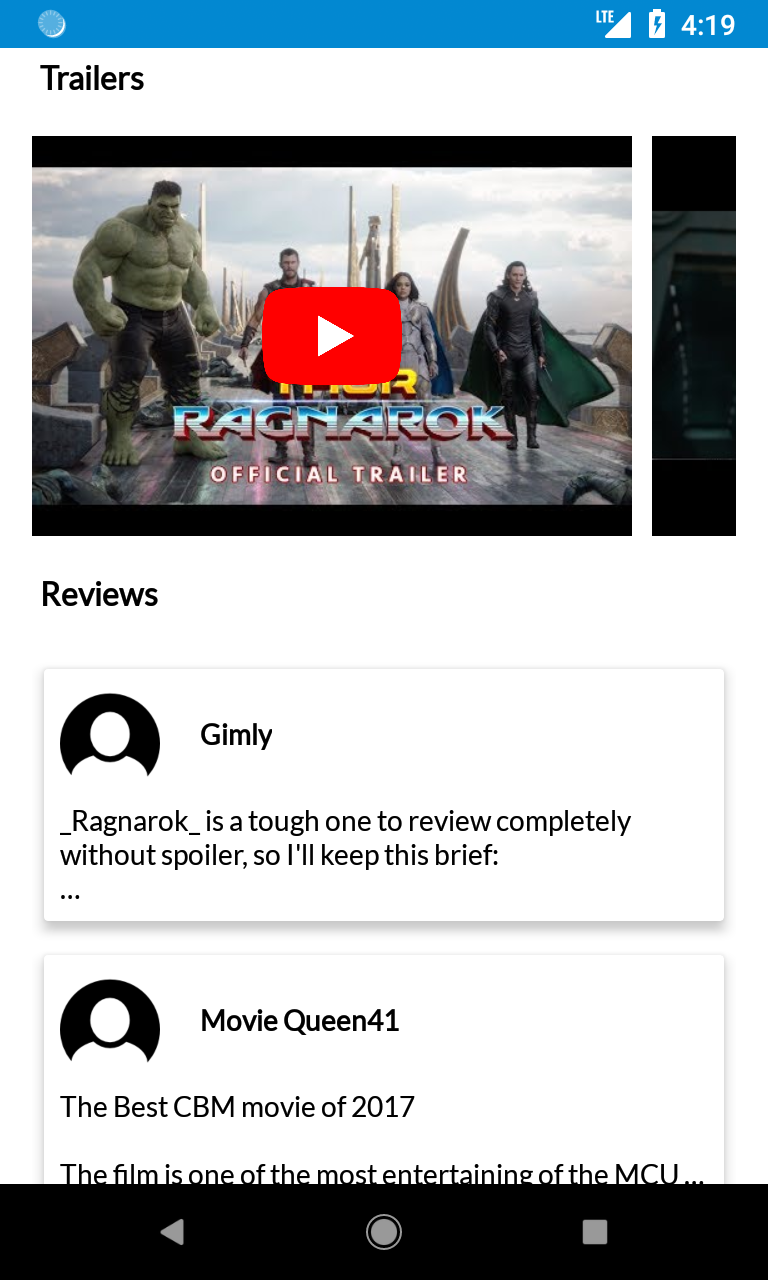 LTE
4:19
Trailers
THOR
RAGNAROK
OFFICIAL TRAILER
Reviews
Gimly
_Ragnarok_ is a tough one to review completely
without spoiler, so I'll keep this brief:
...
Movie Queen41
The Best CBM movie of 2017
The film is one of the most entertaining of the MCU ...